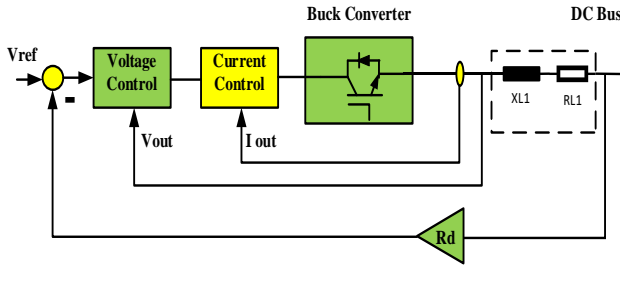 Buck Converter
DC Bus
Vref
Voltage
Control
Current
Control
-
XL1
RL1
Vout
I out
Rd